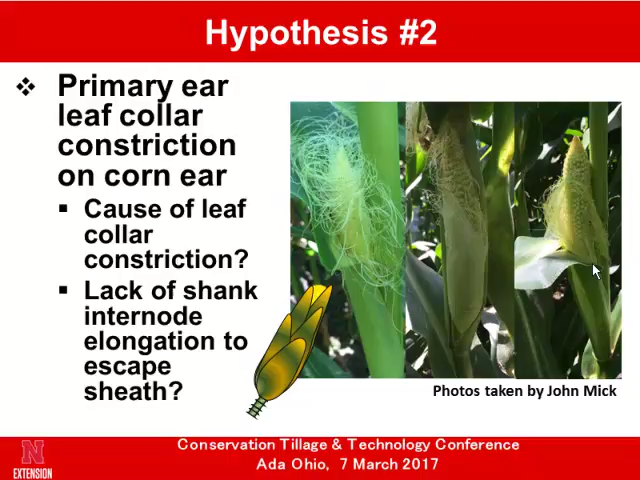 Hypothesis #2
Primary ear
leaf collar
constriction
on corn ear
Cause of leaf
collar
constriction?
Lack of shank
internode
elongation to
escape
sheath?
Photos taken by John Mick
Conservation Tillage & Technology Conference
Ada Ohio, 7 March 2017
N
EXTENSION